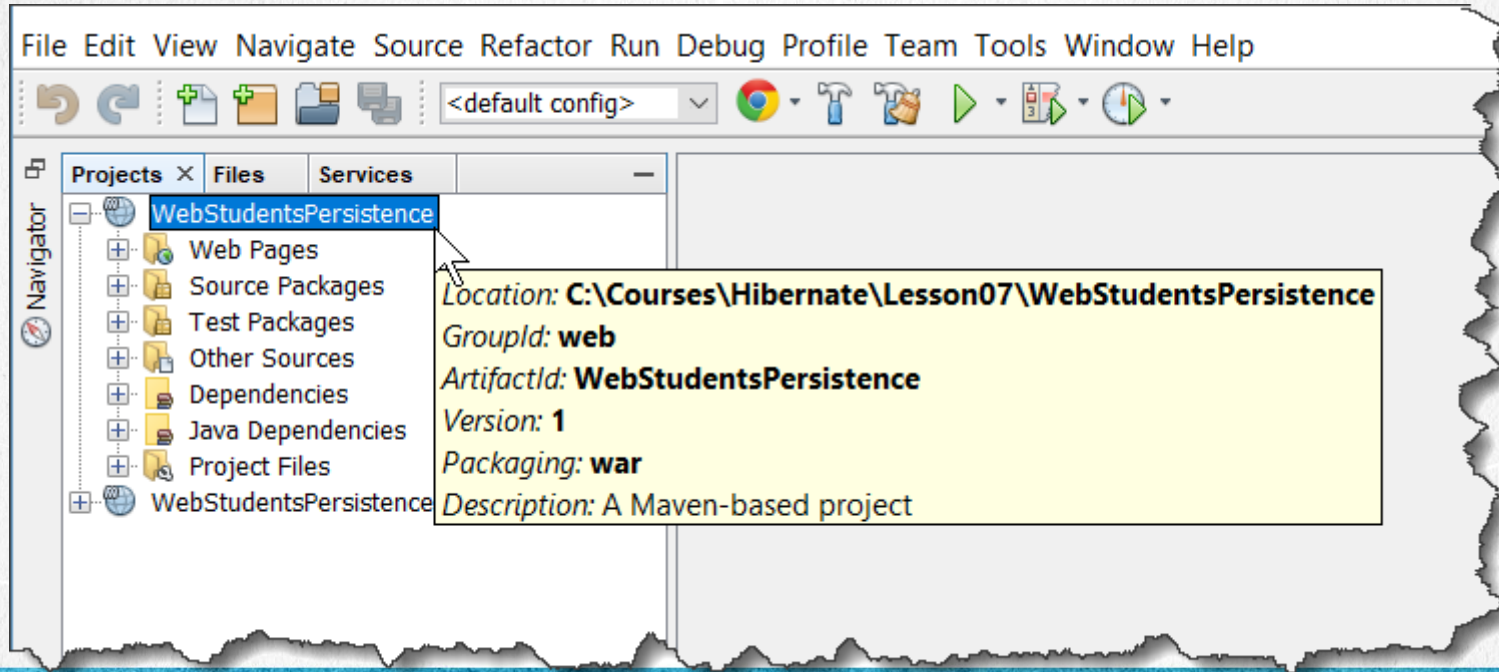 File Edit View Navigate Source Refactor Run Debug Profile Team Tools Window Help
<default config>
Projects Files Services
Navigator
WebStudentsPersistence
Web Pages
Source Packages
Test Packages
Other Sources
Dependencies
Java Dependencies
Project Files
WebStudentsPersistence
Location: C:\Courses\Hibernate\Lesson07\WebStudentsPersistence
GroupId: web
ArtifactId: WebStudentsPersistence
Version: 1
Packaging: war
Description: A Maven-based project